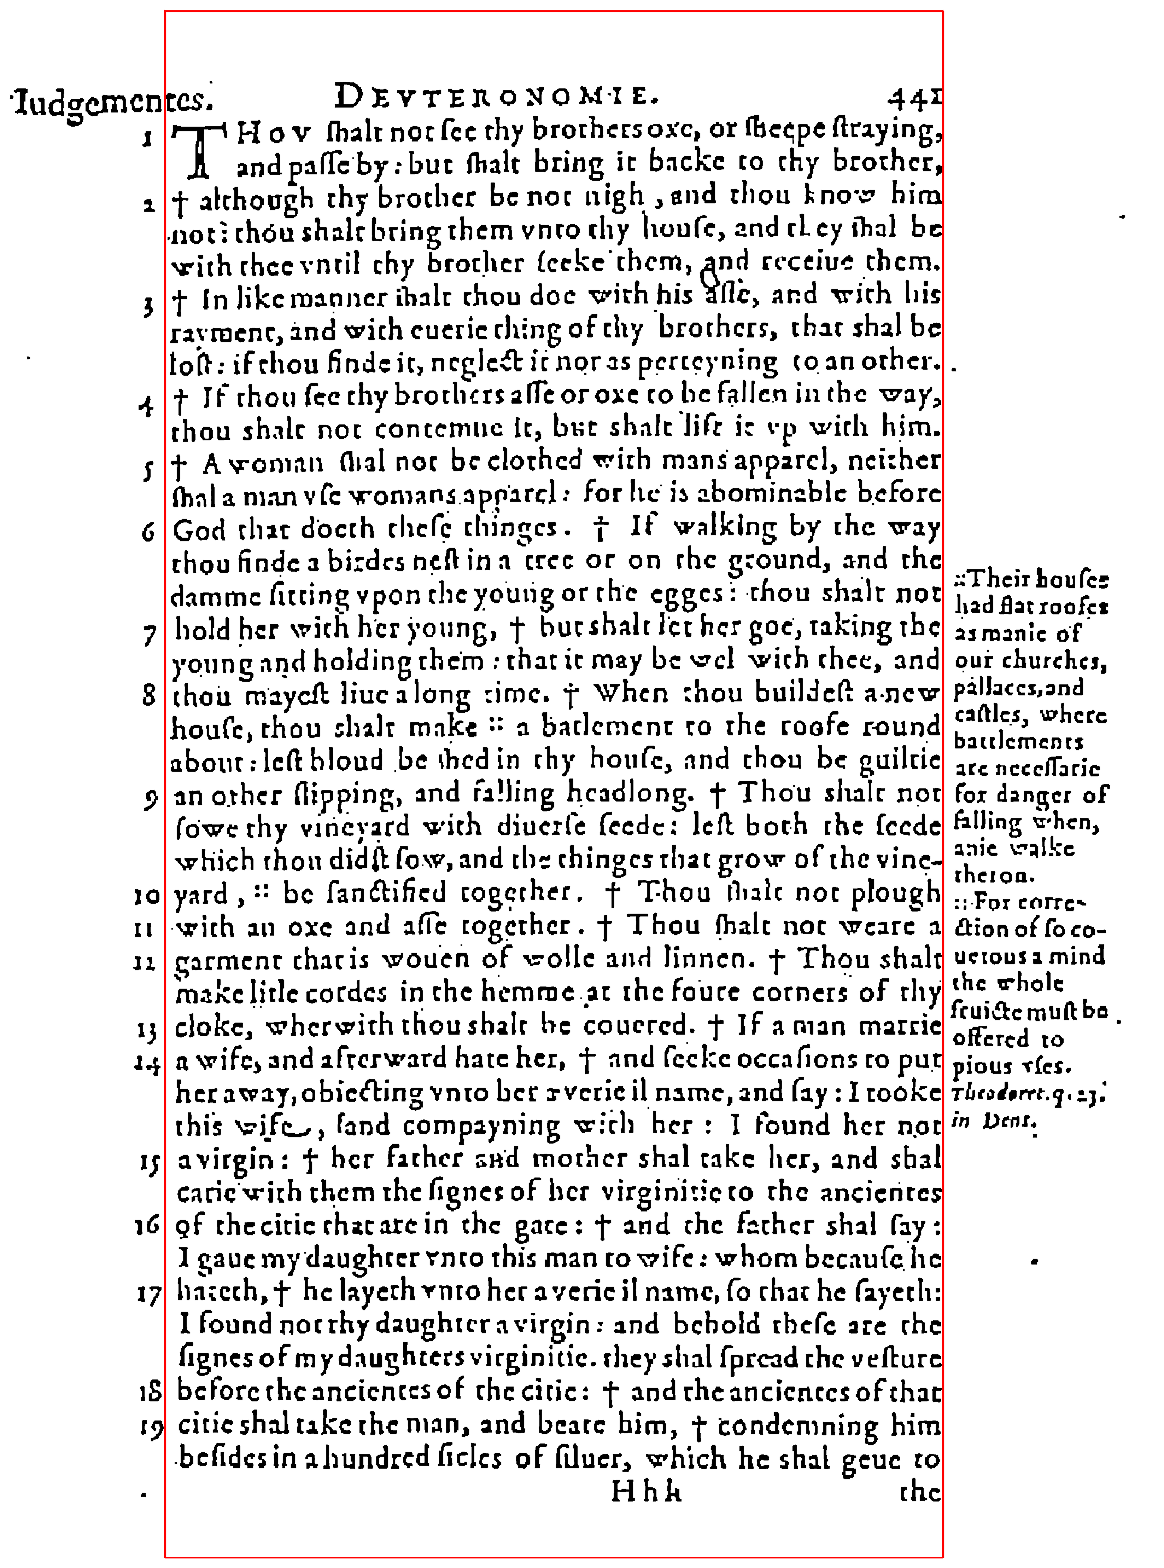 Iudgementes. DEVTERONOMIE. 441
1 THOV ſhalt not ſee thy brothers oxe, or ſheepe ſtraying,
and paſſe by: but ſhalt bring it backe to thy brother,
2 † although thy brother be not nigh, and thou know him
not: thou shalt bring them vnto thy houſe, and they ſhal be
with thee vntil thy brother ſeeke them, and receiue them.
3 † In like manner ſhalt thou doe with his aſſe, and with his
rayment, and with euerie thing of thy brothers, that shal be
loſt: if thou finde it, neglect it not as perteyning to an other.
4 † If thou ſee thy brothers aſſe or oxe to be fallen in the way,
thou shalt not contemne it, but shalt lift it vp with him.
5 † A woman ſhal not be clothed with mans apparel, neither
ſhal a man vſe womans apparel: for he is abominable before
6 God that doeth theſe thinges. † If walking by the way
thou finde a birdes neſt in a tree or on the ground, and the
damme ſitting vpon the young or the egges: thou shalt not
7 hold her with her young, † but shalt let her goe, taking the
young and holding them: that it may be wel with thee, and
8 thou mayeſt liue a long time. † When thou buildeſt a new
houſe, thou shalt make :: a batlement to the roofe round
about: leſt bloud be ſhed in thy houſe, and thou be guiltie
9 an other ſlipping, and falling headlong. † Thou shalt not
ſowe thy vineyard with diuerſe ſeede: leſt both the ſeede
which thou didſt ſow, and the thinges that grow of the vine-
10 yard, :: be ſanctified together. † Thou ſhalt not plough
11 with an oxe and aſſe together. † Thou ſhalt not weare a
12 garment that is wouen of wolle and linnen. † Thou shalt
make litle cordes in the hemme at the foure corners of thy
13 cloke, wherwith thou shalt be couered. † If a man marrie
14 a wife, and afterward hate her, † and ſeeke occaſions to put
her away, obiecting vnto her a verie il name, and ſay: I tooke
this wife, ſand compayning with her: I found her not
15 a virgin: † her father and mother shal take her, and shal
carie with them the ſignes of her virginitie to the ancientes
16 of the citie that are in the gate: † and the father shal ſay:
I gaue my daughter vnto this man to wife: whom becauſe he
17 hateth, † he layeth vnto her a verie il name, ſo that he ſayeth:
I found not thy daughter a virgin: and behold theſe are the
ſignes of my daughters virginitie. they shal ſpread the veſture
18 before the ancientes of the citie: † and the ancientes of that
19 citie shal take the man, and beate him, † condemning him
beſides in a hundred ſicles of ſiluer, which he shal geue to
Hhk the
:: Their houſes
had flat roofes
as manie of
our churches,
pallaces, and
caſtles, where
battlements
are neceſſarie
for danger of
falling when,
anie walke
theron.
:: For corre-
ction of ſo co-
uetous a mind
the whole
fruicte muſt be
offered to
pious vſes.
Theodoret. q. 23.
in Deut.